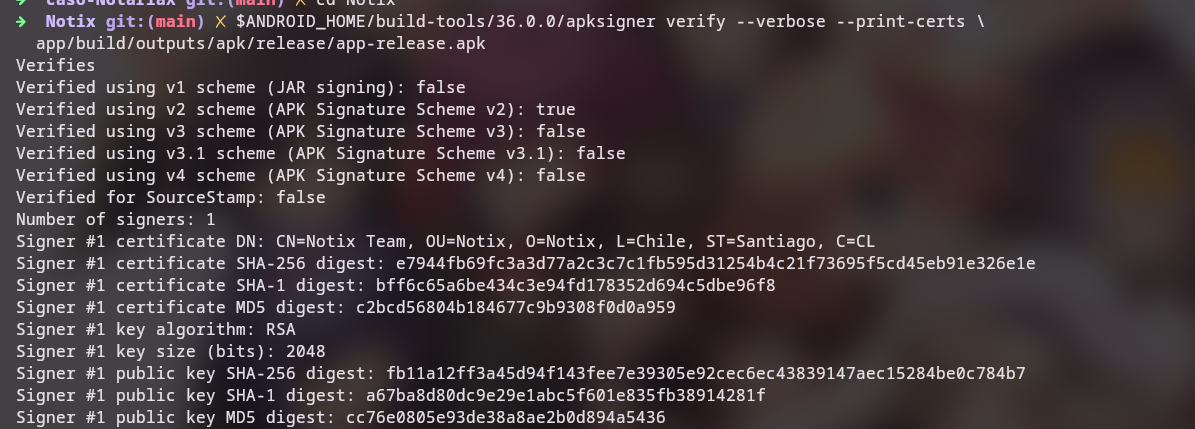 ➜ caso-Notariax git:(main) ✗ cd Notix
➜ Notix git:(main) ✗ $ANDROID_HOME/build-tools/36.0.0/apksigner verify --verbose --print-certs \
app/build/outputs/apk/release/app-release.apk
Verifies
Verified using v1 scheme (JAR signing): false
Verified using v2 scheme (APK Signature Scheme v2): true
Verified using v3 scheme (APK Signature Scheme v3): false
Verified using v3.1 scheme (APK Signature Scheme v3.1): false
Verified using v4 scheme (APK Signature Scheme v4): false
Verified for SourceStamp: false
Number of signers: 1
Signer #1 certificate DN: CN=Notix Team, OU=Notix, O=Notix, L=Chile, ST=Santiago, C=CL
Signer #1 certificate SHA-256 digest: e7944fb69fc3a3d77a2c3c7c1fb595d31254b4c21f73695f5cd45eb91e326e1e
Signer #1 certificate SHA-1 digest: bff6c65a6be434c3e94fd178352d694c5dbe96f8
Signer #1 certificate MD5 digest: c2bcd56804b184677c9b9308f0d0a959
Signer #1 key algorithm: RSA
Signer #1 key size (bits): 2048
Signer #1 public key SHA-256 digest: fb11a12ff3a45d94f143fee7e39305e92cec6ec43839147aec15284be0c784b7
Signer #1 public key SHA-1 digest: a67ba8d80dc9e29e1abc5f601e835fb38914281f
Signer #1 public key MD5 digest: cc76e0805e93de38a8ae2b0d894a5436